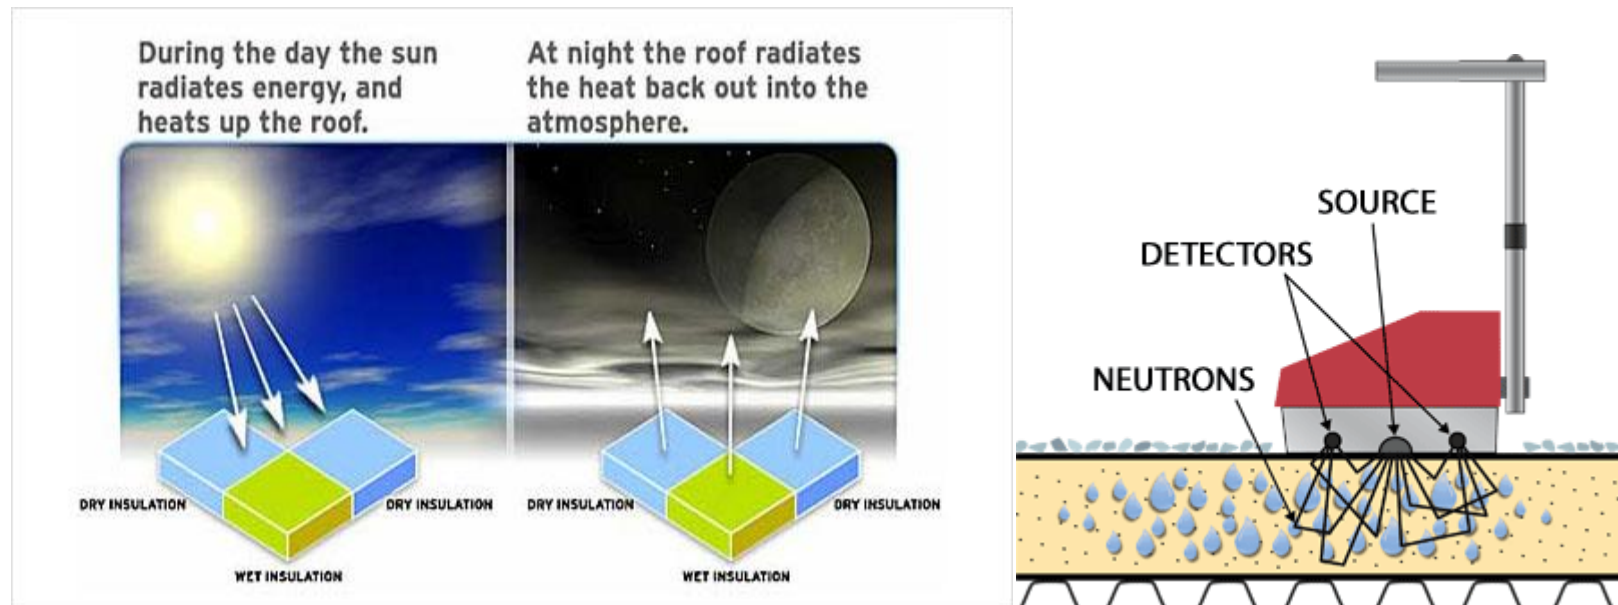 During the day the sun
radiates energy, and
heats up the roof.
At night the roof radiates
the heat back out into the
atmosphere.
DRY INSULATION
DRY INSULATION
WET INSULATION
DRY INSULATION
DRY INSULATION
WET INSULATION
SOURCE
DETECTORS
NEUTRONS